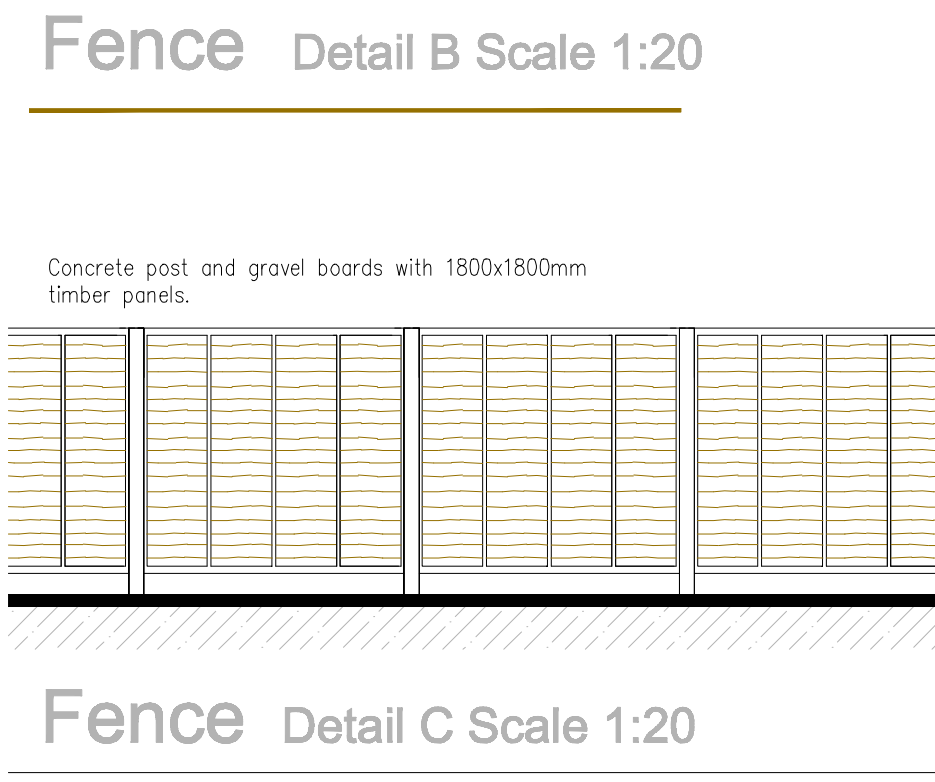 Fence Detail B Scale 1:20
Concrete post and gravel boards with 1800x1800mm
timber panels.
Fence Detail C Scale 1:20